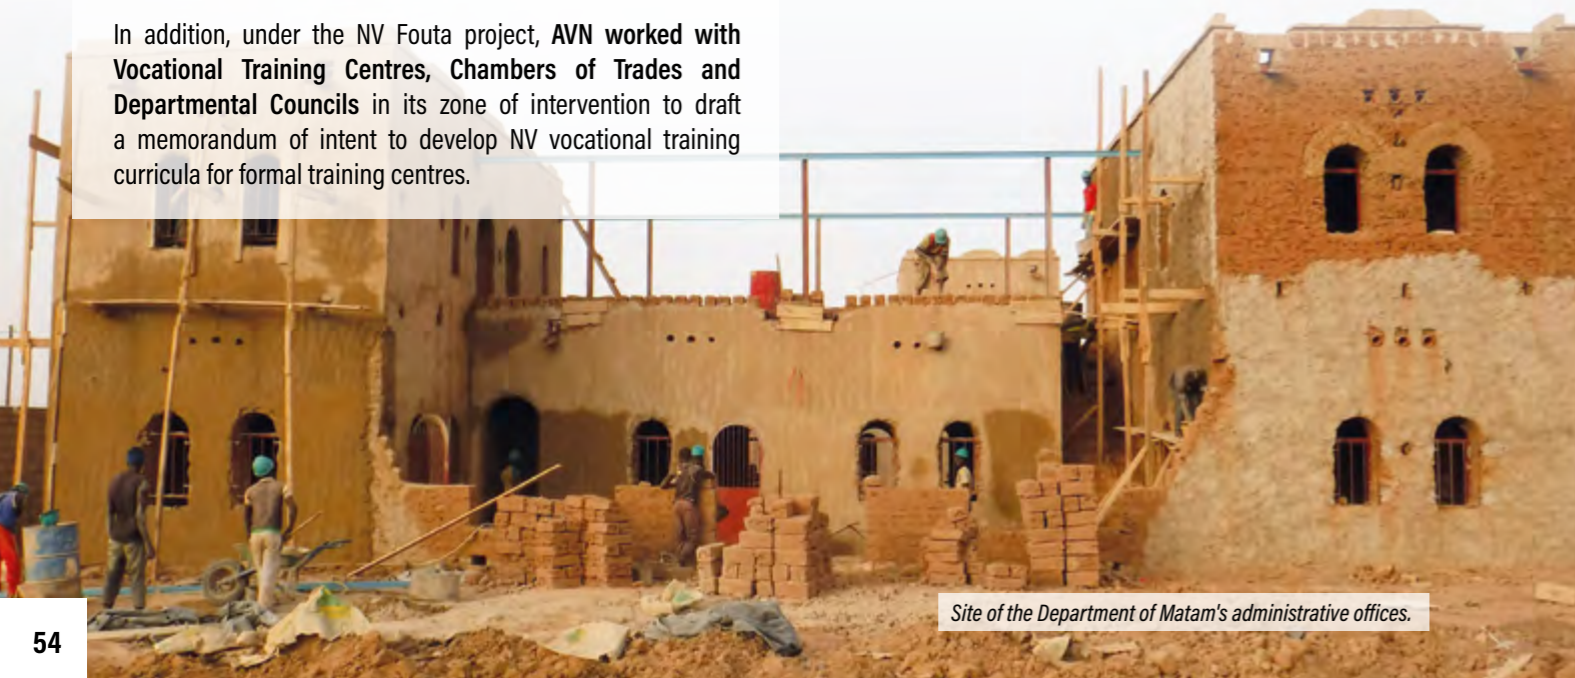 In addition, under the NV Fouta project, AVN worked with
Vocational Training Centres, Chambers of Trades and
Departmental Councils in its zone of intervention to draft
a memorandum of intent to develop NV vocational training
curricula for formal training centres.
Site of the Department of Matam's administrative offices.
54